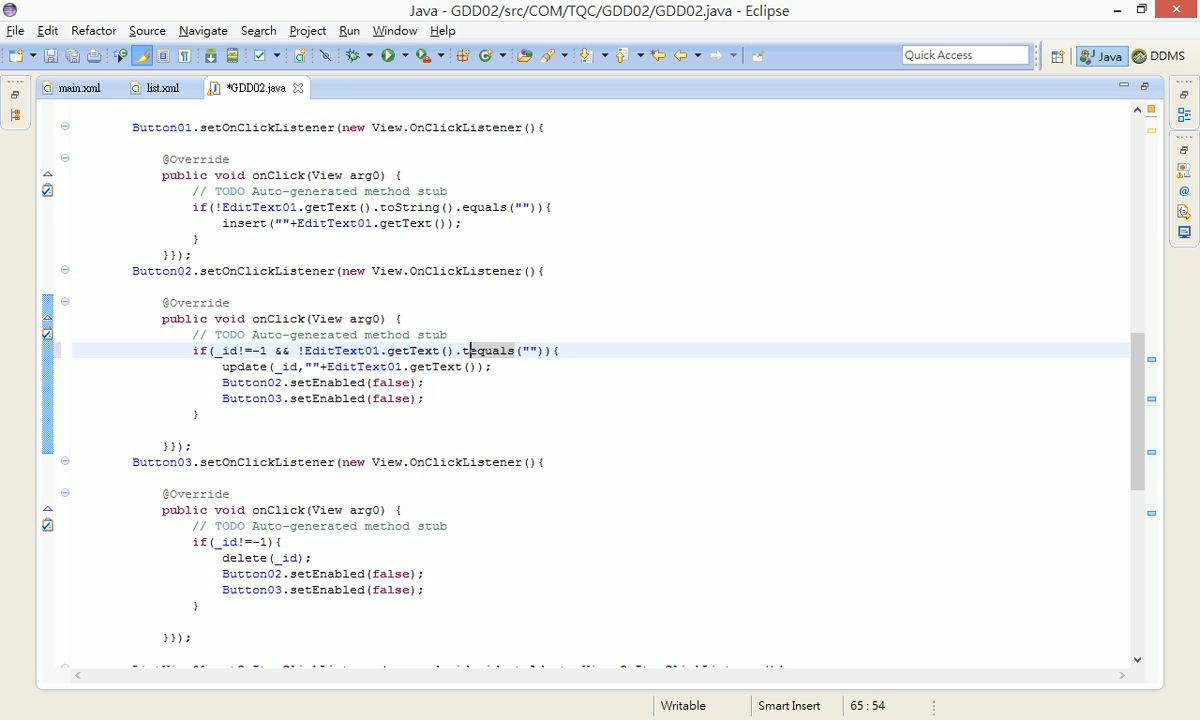 Java - GDD02/src/COM/TQC/GDD02/GDD02.java - Eclipse
File Edit Refactor Source Navigate Search Project Run Window Help
Quick Access Java DDMS
main.xml list.xml *GDD02.java
Button01.setOnClickListener(new View.OnClickListener(){
@Override
public void onClick(View arg0) {
// TODO Auto-generated method stub
if(!EditText01.getText().toString().equals("")){
insert(""+EditText01.getText());
}
}});
Button02.setOnClickListener(new View.OnClickListener(){
@Override
public void onClick(View arg0) {
// TODO Auto-generated method stub
if(_id!=-1 && !EditText01.getText().tequals("")){
update(_id,""+EditText01.getText());
Button02.setEnabled(false);
Button03.setEnabled(false);
}
}});
Button03.setOnClickListener(new View.OnClickListener(){
@Override
public void onClick(View arg0) {
// TODO Auto-generated method stub
if(_id!=-1){
delete(_id);
Button02.setEnabled(false);
Button03.setEnabled(false);
}
}});
Writable Smart Insert 65 : 54